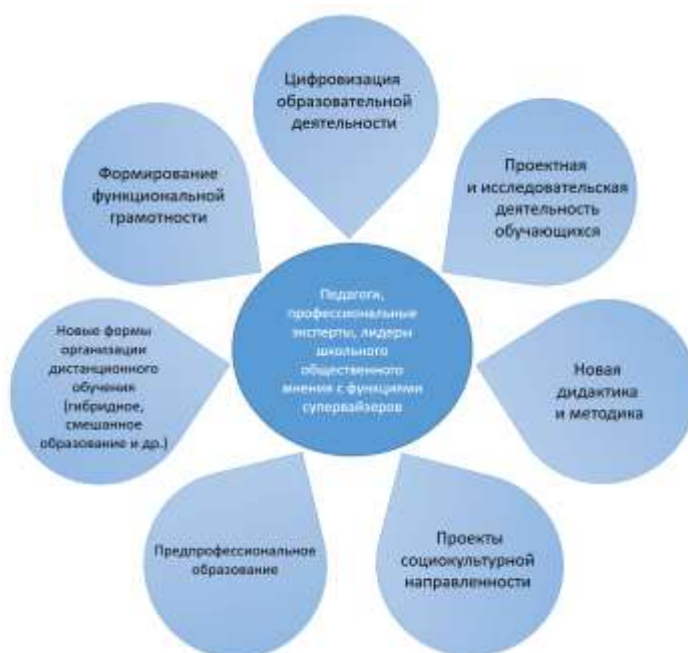 Цифровизация
образовательной
деятельности
Проектная
и исследовательская
деятельность
обучающихся
Новая
дидактика
и методика
Проекты
социокультурной
направленности
Предпрофессиональное
образование
Новые формы
организации
дистанционного
обучения
(гибридное,
смешанное
образование и др.)
Формирование
функциональной
грамотности
Педагоги,
профессиональные
эксперты, лидеры
школьного
общественного
мнения с функциями
супервайзеров